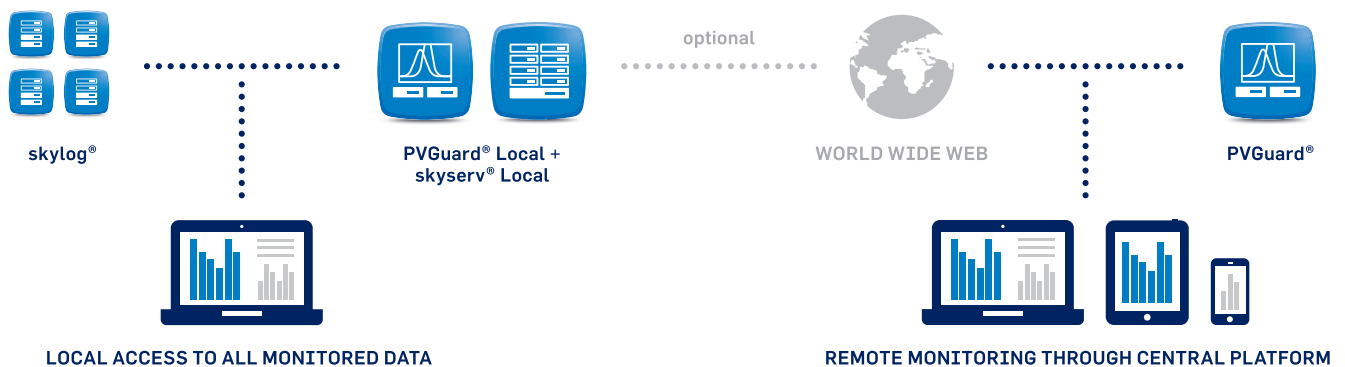 optional
skylog®
PVGuard® Local +
skyserv® Local
WORLD WIDE WEB
PVGuard®
LOCAL ACCESS TO ALL MONITORED DATA
REMOTE MONITORING THROUGH CENTRAL PLATFORM